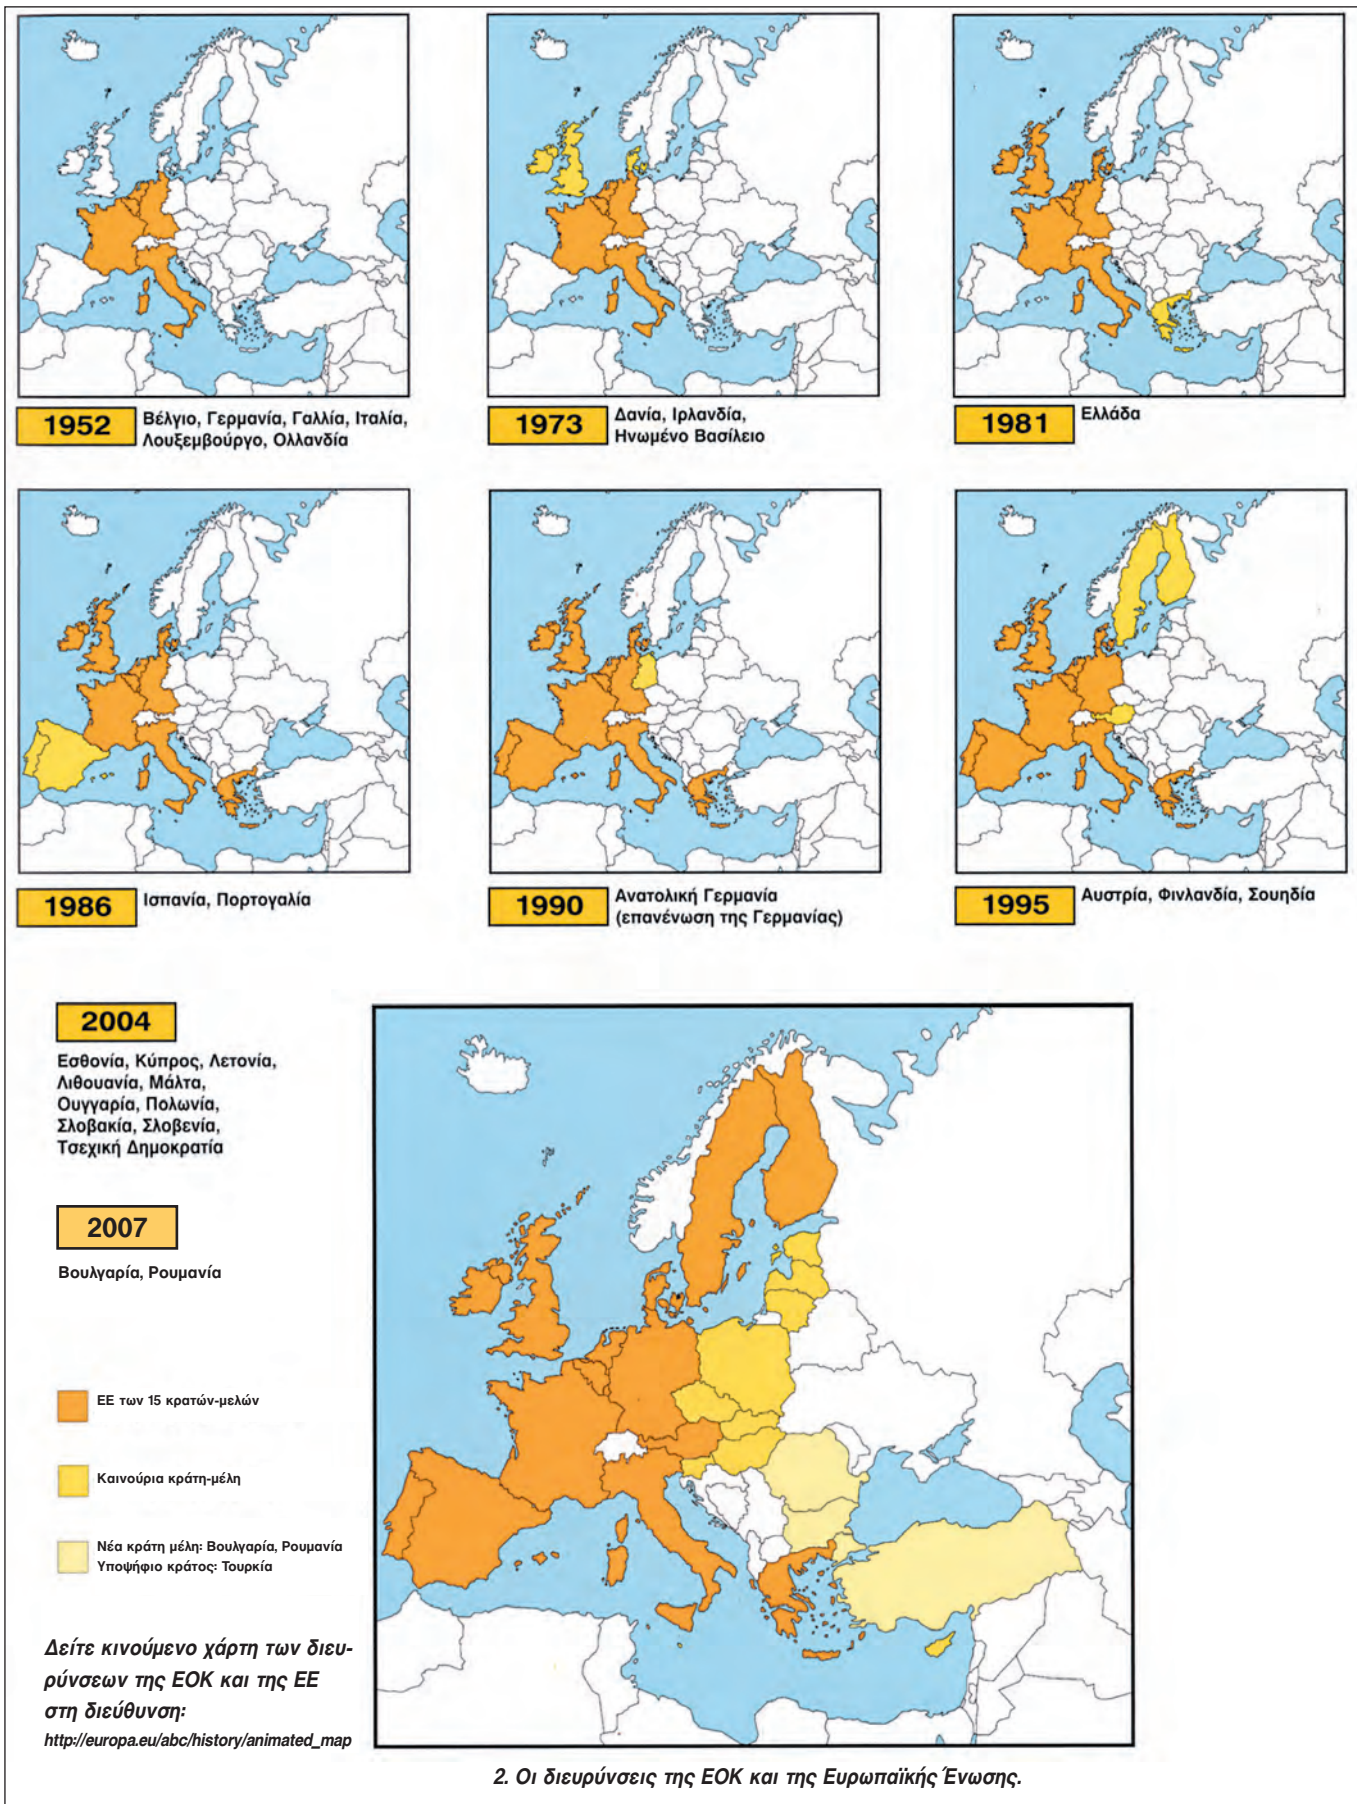 1952
Βέλγιο, Γερμανία, Γαλλία, Ιταλία,
Λουξεμβούργο, Ολλανδία
1973
Δανία, Ιρλανδία,
Ηνωμένο Βασίλειο
1981
Ελλάδα
1986
Ισπανία, Πορτογαλία
1990
Ανατολική Γερμανία
(επανένωση της Γερμανίας)
1995
Αυστρία, Φινλανδία, Σουηδία
2004
Εσθονία, Κύπρος, Λετονία,
Λιθουανία, Μάλτα,
Ουγγαρία, Πολωνία,
Σλοβακία, Σλοβενία,
Τσεχική Δημοκρατία
2007
Βουλγαρία, Ρουμανία
ΕΕ των 15 κρατών-μελών
Καινούρια κράτη-μέλη
Νέα κράτη μέλη: Βουλγαρία, Ρουμανία
Υποψήφιο κράτος: Τουρκία
Δείτε κινούμενο χάρτη των διευ-
ρύνσεων της ΕΟΚ και της ΕΕ
στη διεύθυνση:
http://europa.eu/abc/history/animated_map
2. Οι διευρύνσεις της ΕΟΚ και της Ευρωπαϊκής Ένωσης.